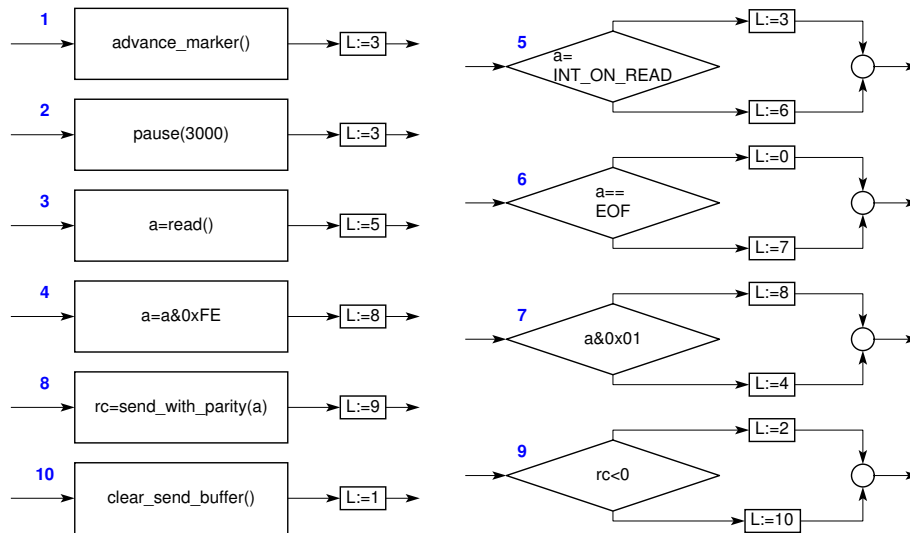 1
advance_marker()
L:=3
2
pause(3000)
L:=3
3
a=read()
L:=5
4
a=a&0xFE
L:=8
8
rc=send_with_parity(a)
L:=9
10
clear_send_buffer()
L:=1
5
a=
INT_ON_READ
L:=3
L:=6
6
a==
EOF
L:=0
L:=7
7
a&0x01
L:=8
L:=4
9
rc<0
L:=2
L:=10